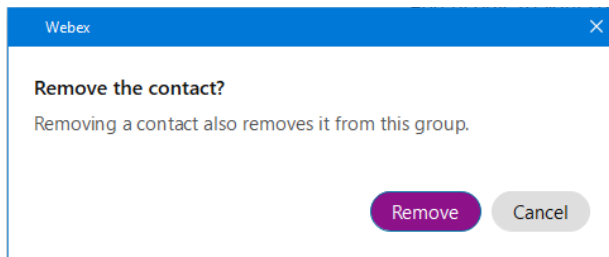 Webex
Remove the contact?
Removing a contact also removes it from this group.
Remove Cancel